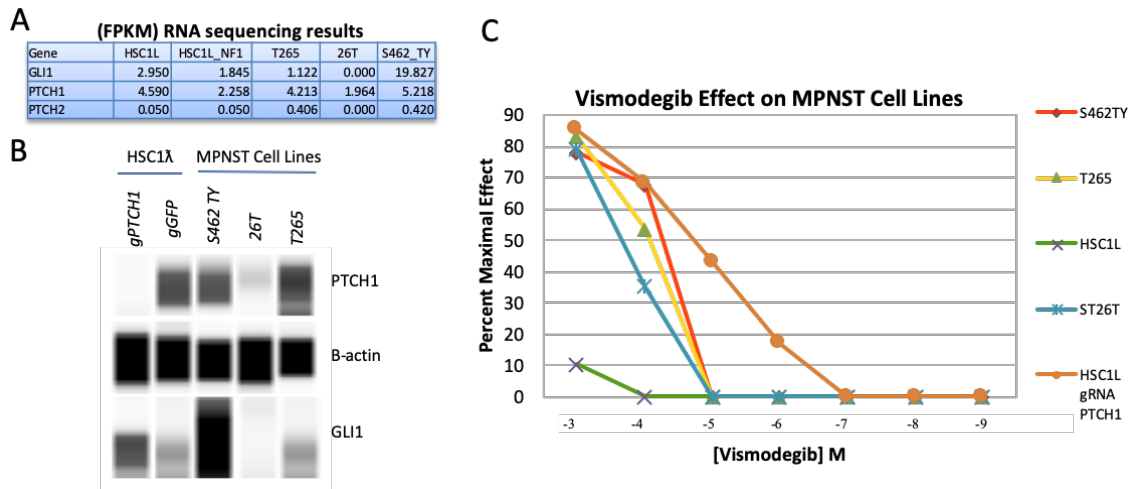 A
(FPKM) RNA sequencing results
Gene HSC1L HSC1L_NF1 T265 26T S462_TY
GLI1 2.950 1.845 1.122 0.000 19.827
PTCH1 4.590 2.258 4.213 1.964 5.218
PTCH2 0.050 0.050 0.406 0.000 0.420
B
HSC1ƛ MPNST Cell Lines
gPTCH1 gGFP S462 TY 26T T265
PTCH1
B-actin
GLI1
C
Vismodegib Effect on MPNST Cell Lines
Percent Maximal Effect
90
80
70
60
50
40
30
20
10
0
-3 -4 -5 -6 -7 -8 -9
[Vismodegib] M
S462TY
T265
HSC1L
ST26T
HSC1L
gRNA
PTCH1